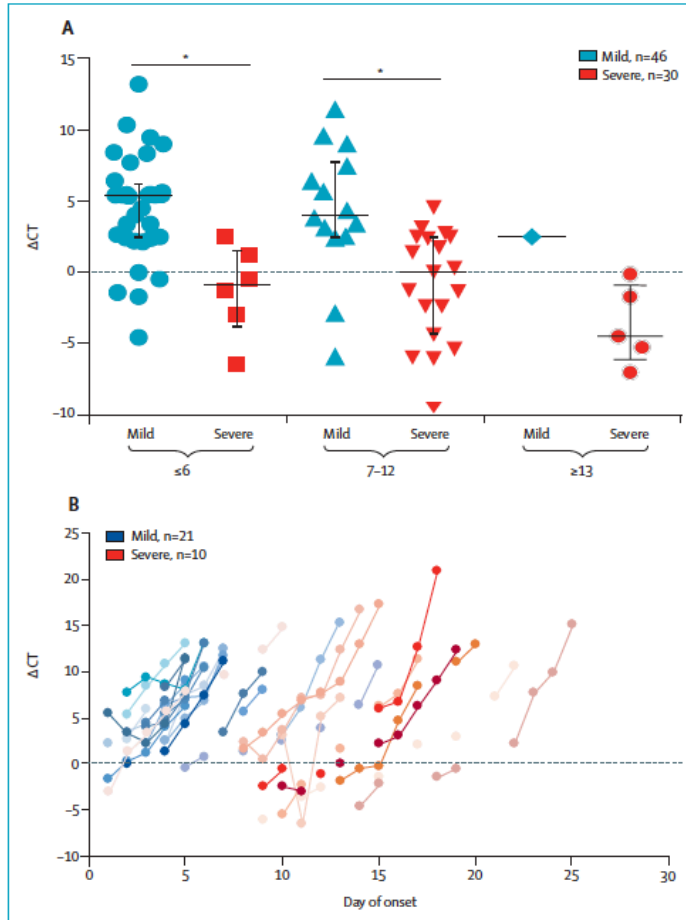 A
Mild, n=46
Severe, n=30
*
*
15
10
5
0
−5
−10
ΔCT
Mild
Severe
Mild
Severe
Mild
Severe
≤6
7–12
≥13
B
Mild, n=21
Severe, n=10
25
20
15
10
5
0
−5
−10
ΔCT
0
5
10
15
20
25
30
Day of onset